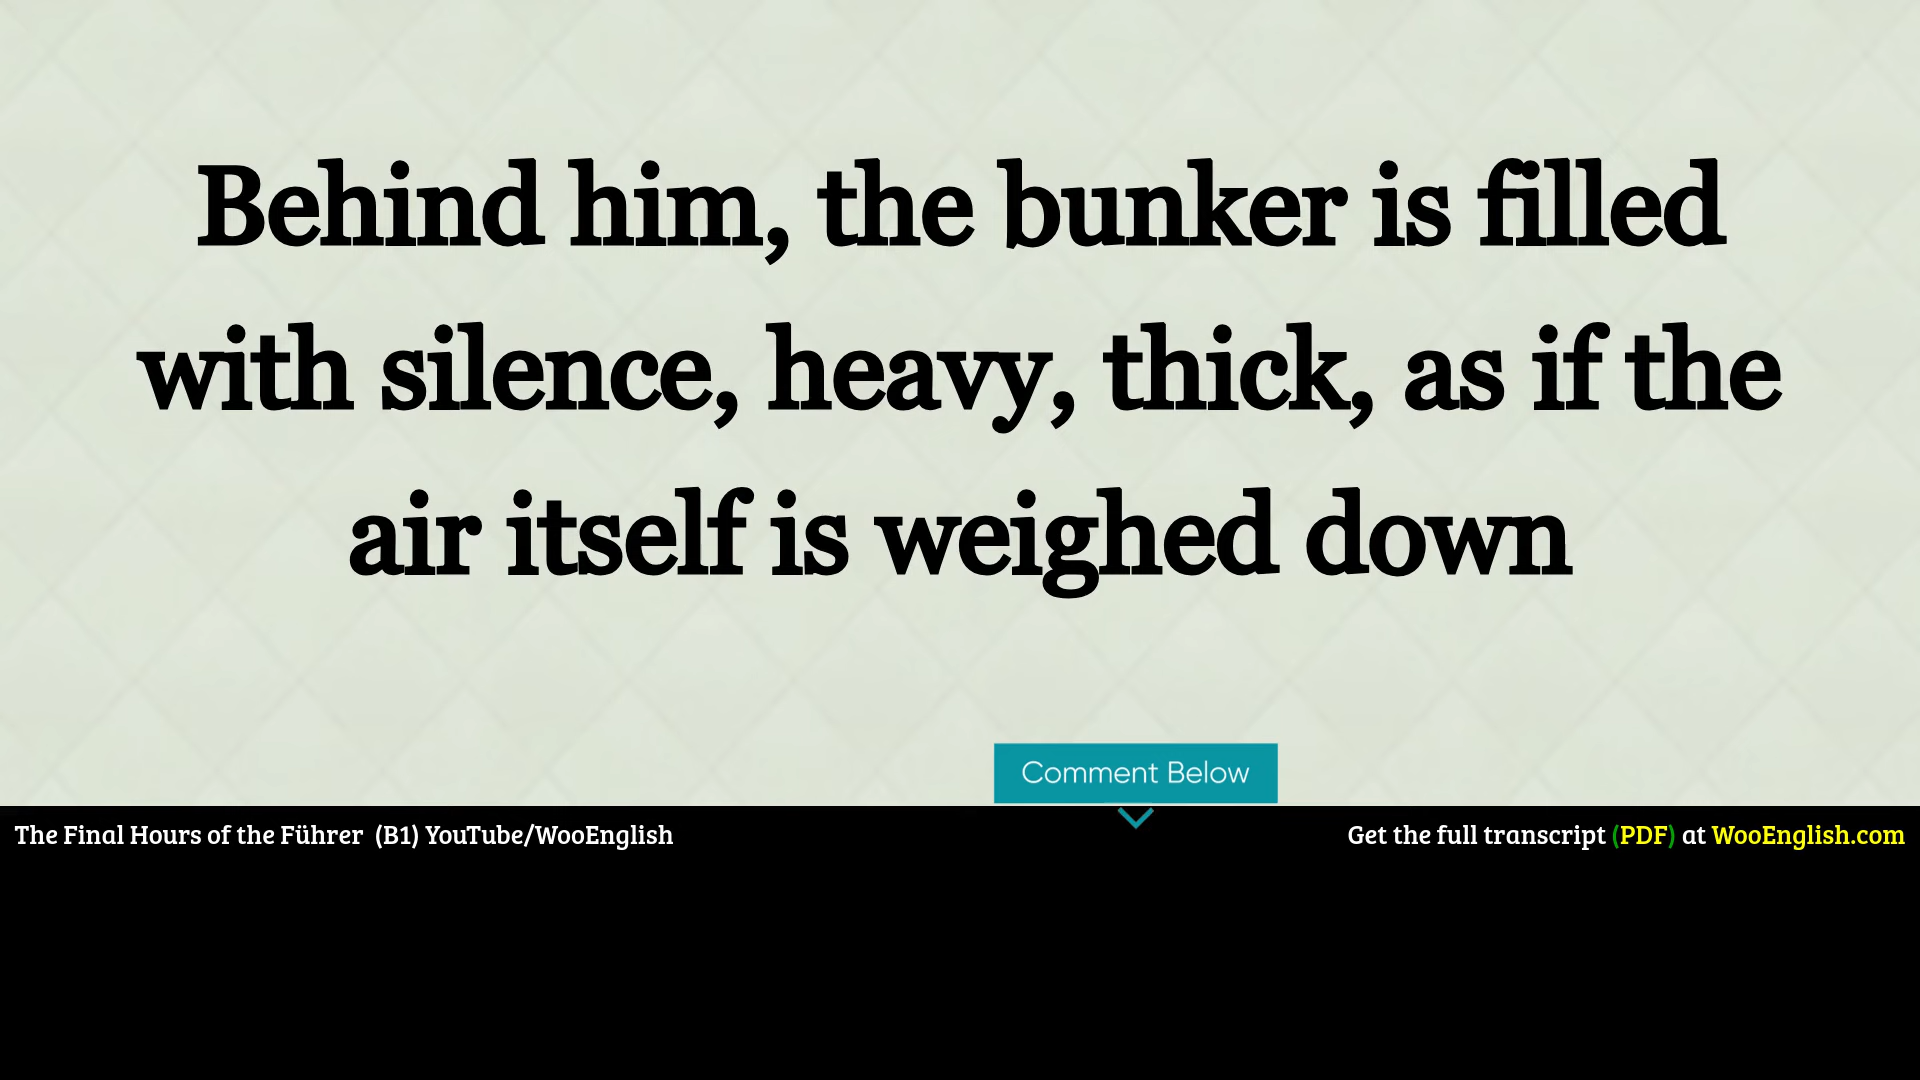 Behind him, the bunker is filled
with silence, heavy, thick, as if the
air itself is weighed down
Comment Below
The Final Hours of the Führer (B1) YouTube/WooEnglish
Get the full transcript (PDF) at WooEnglish.com